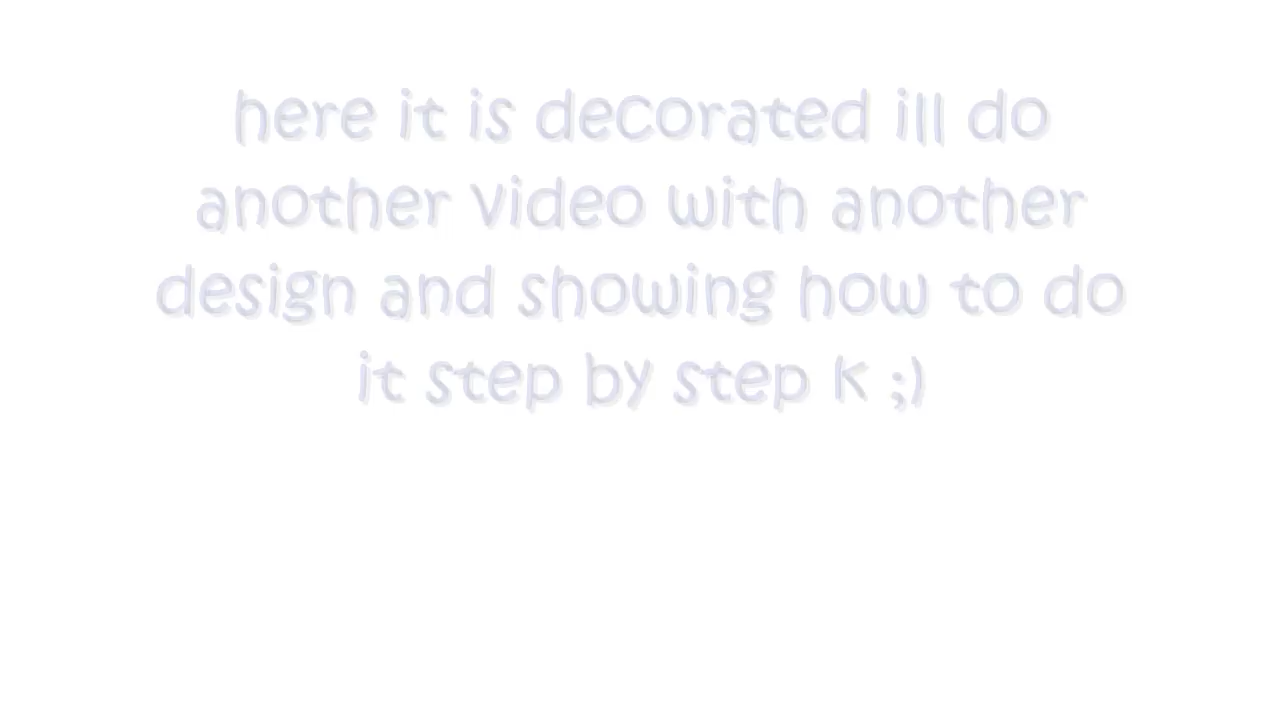 here it is decorated ill do
another video with another
design and showing how to do
it step by step k ;)